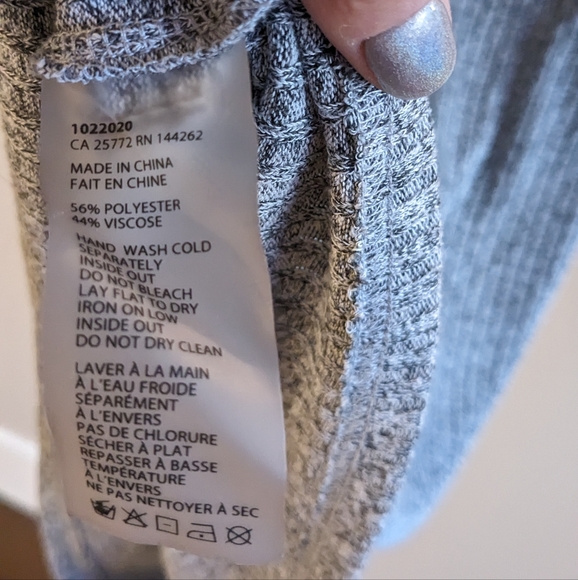 1022020
CA 25772 RN 144262
MADE IN CHINA
FAIT EN CHINE
56% POLYESTER
44% VISCOSE
HAND WASH COLD
SEPARATELY
INSIDE OUT
DO NOT BLEACH
LAY FLAT TO DRY
IRON ON LOW
INSIDE OUT
DO NOT DRY CLEAN
LAVER À LA MAIN
À L'EAU FROIDE
SÉPARÉMENT
À L'ENVERS
PAS DE CHLORURE
SÉCHER À PLAT
REPASSER À BASSE
TEMPÉRATURE
À L'ENVERS
NE PAS NETTOYER À SEC